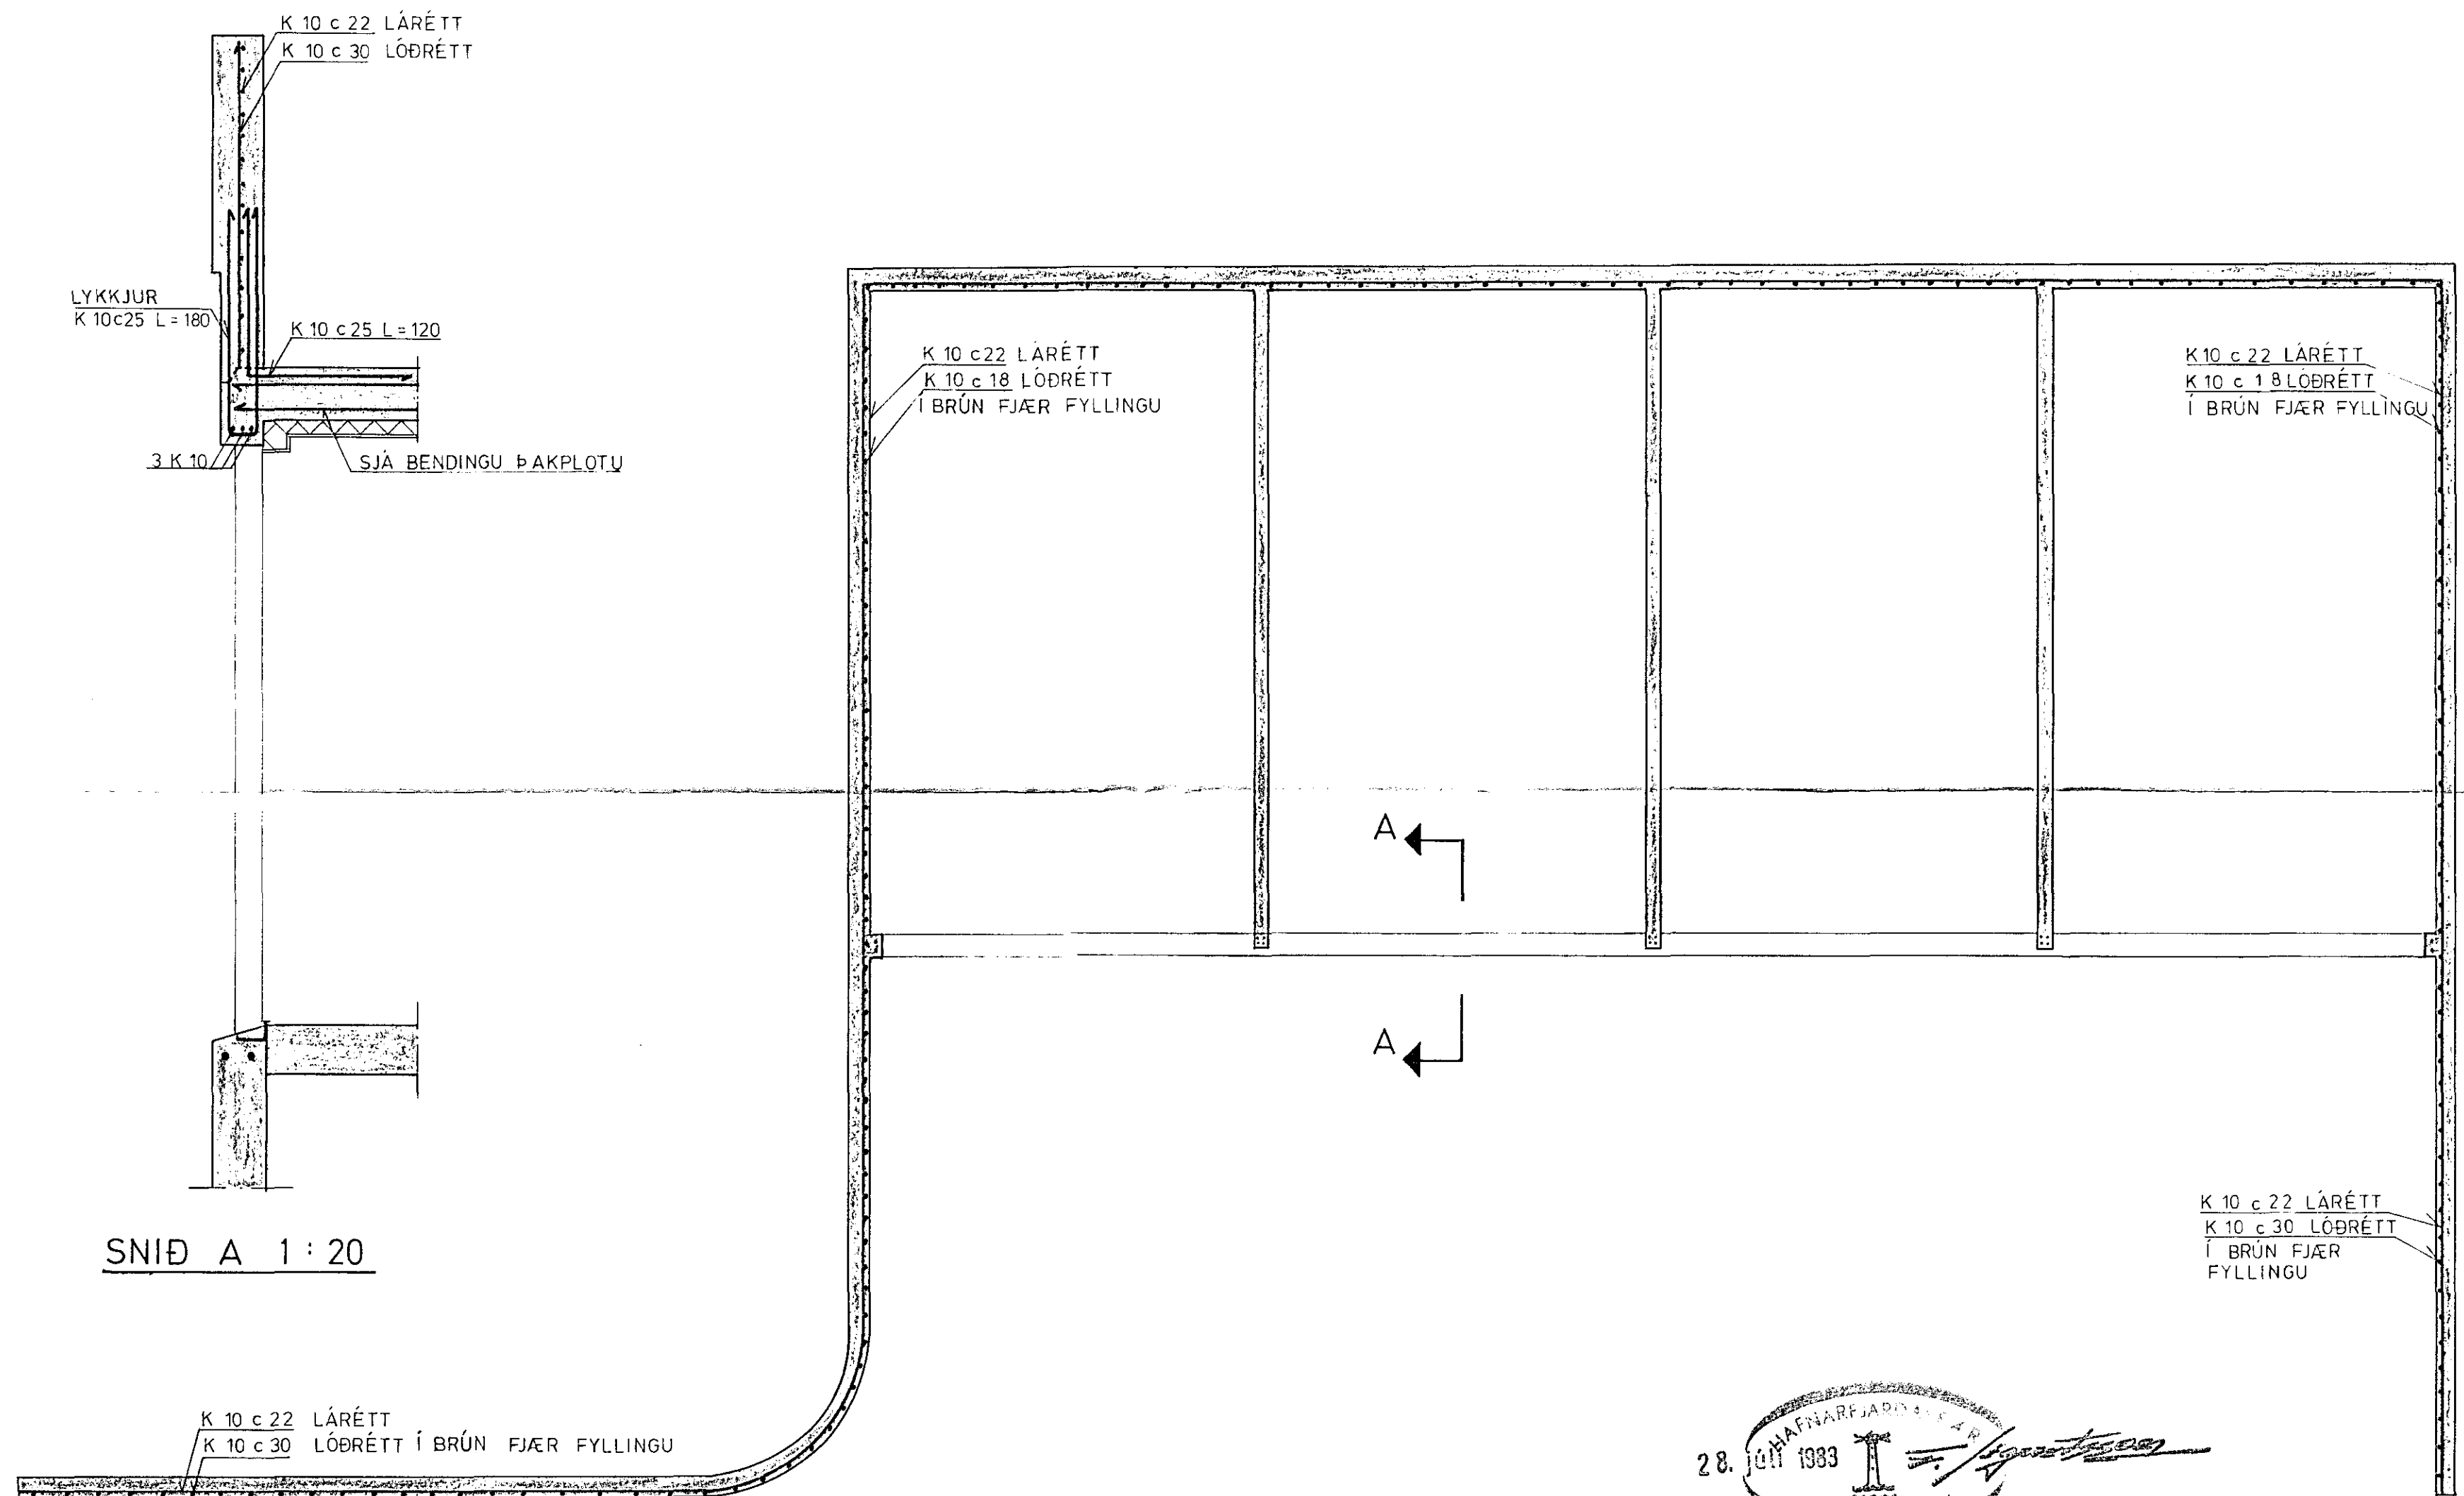 K 10 c 22 LÁRÉTT
K 10 c 30 LÓÐRÉTT
LYKKJUR
K 10c25 L=180
K 10 c 25 L=120
3 K 10
SJÁ BENDINGU ÞAKPLOTU
SNIÐ A 1:20
K 10 c22 LÁRÉTT
K 10 c 18 LÓÐRÉTT
Í BRÚN FJÆR FYLLINGU
K 10 c 22 LÁRÉTT
K 10 c 18 LÓÐRÉTT
Í BRÚN FJÆR FYLLINGU
A
A
K 10 c 22 LÁRÉTT
K 10 c 30 LÓÐRÉTT
Í BRÚN FJÆR
FYLLINGU
K 10 c 22 LÁRÉTT
K 10 c 30 LÓÐRÉTT Í BRÚN FJÆR FYLLINGU
28. júlí 1983